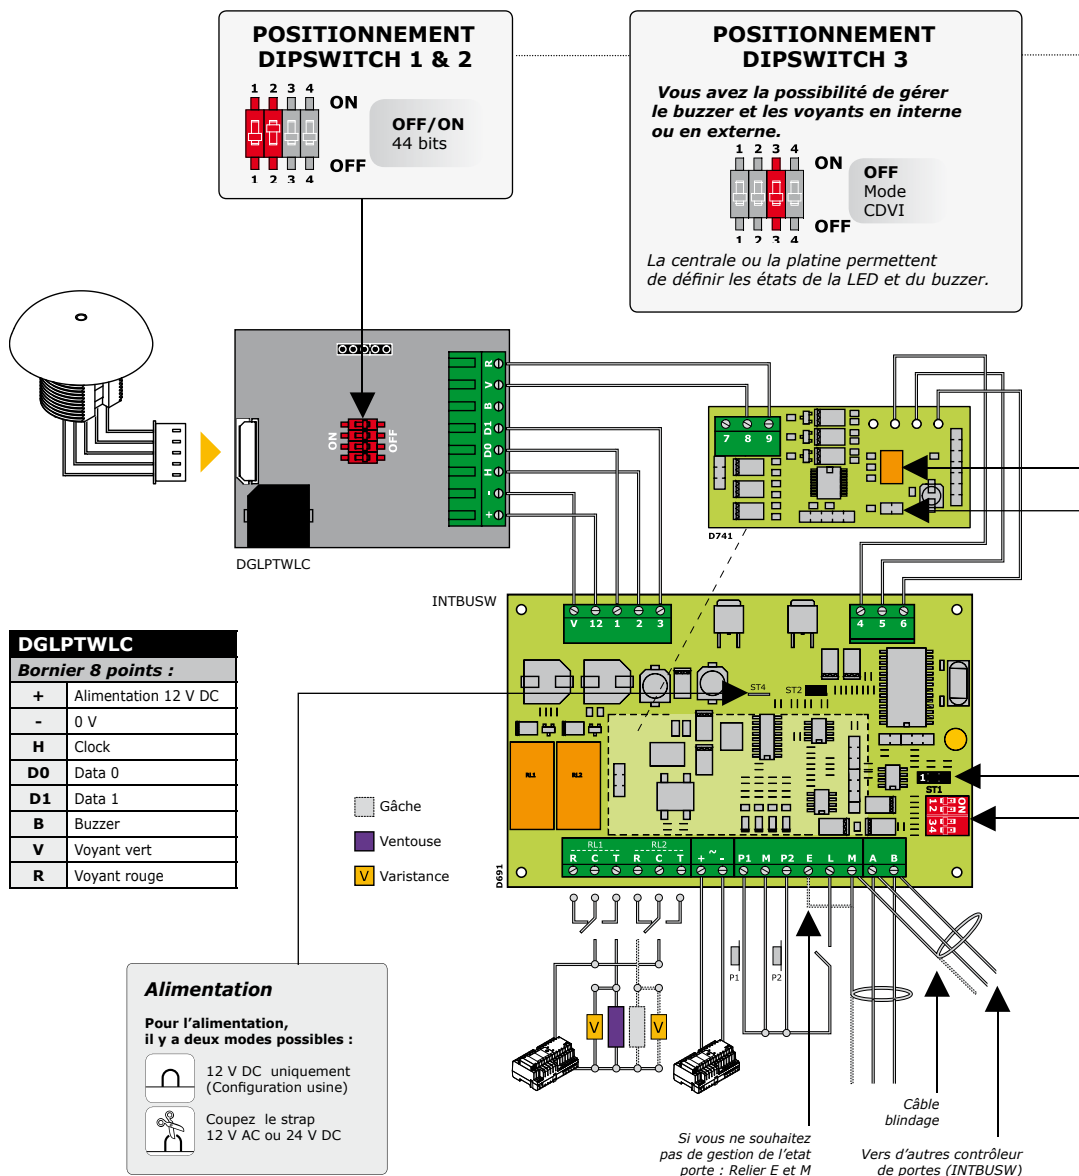 POSITIONNEMENT
DIPSWITCH 1 & 2
1 2 3 4
ON
OFF
1 2 3 4
OFF/ON
44 bits
POSITIONNEMENT
DIPSWITCH 3
Vous avez la possibilité de gérer
le buzzer et les voyants en interne
ou en externe.
1 2 3 4
ON
OFF
1 2 3 4
OFF
Mode
CDVI
La centrale ou la platine permettent
de définir les états de la LED et du buzzer.
ON
OFF
R
V
B
D1
D0
H
-
+
DGLPTWLC
7 8 9
D741
INTBUSW
V 12 1 2 3
4 5 6
ST4
ST2
RL1
RL2
1
ST1
ON
1 2
3 4
D691
RL1
RL2
R C T R C T + ~ - P1 M P2 E L M A B
DGLPTWLC
Bornier 8 points :
+ Alimentation 12 V DC
- 0 V
H Clock
D0 Data 0
D1 Data 1
B Buzzer
V Voyant vert
R Voyant rouge
Gâche
Ventouse
V Varistance
P1
P2
V
V
Alimentation
Pour l'alimentation,
il y a deux modes possibles :
12 V DC uniquement
(Configuration usine)
Coupez le strap
12 V AC ou 24 V DC
Si vous ne souhaitez
pas de gestion de l'etat
porte : Relier E et M
Câble
blindage
Vers d'autres contrôleur
de portes (INTBUSW)